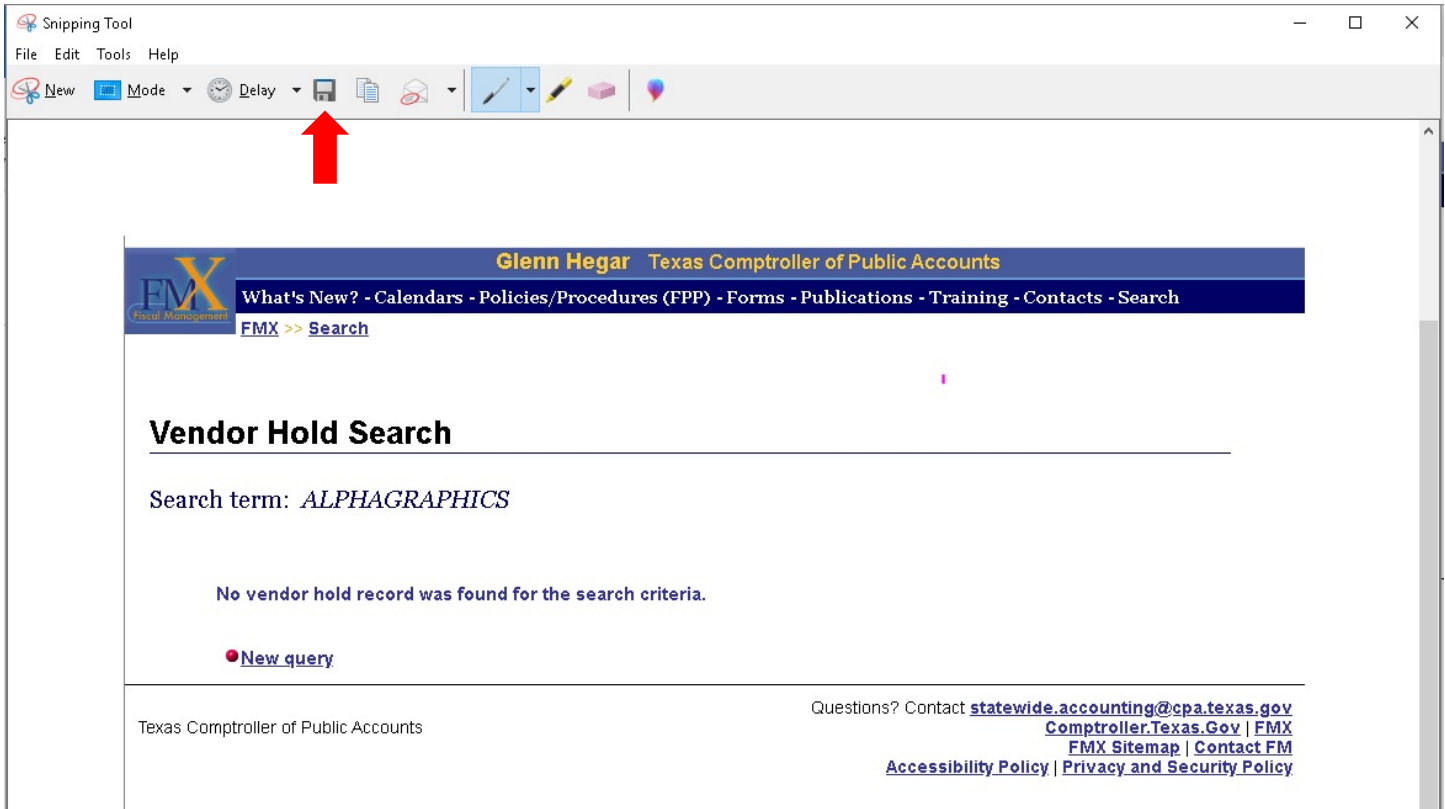 Snipping Tool
File Edit Tools Help
New Mode Delay
Glenn Hegar Texas Comptroller of Public Accounts
FMX
Fiscal Management
What's New? - Calendars - Policies/Procedures (FPP) - Forms - Publications - Training - Contacts - Search
FMX >> Search
Vendor Hold Search
Search term: ALPHAGRAPHICS
No vendor hold record was found for the search criteria.
New query
Texas Comptroller of Public Accounts
Questions? Contact statewide.accounting@cpa.texas.gov
Comptroller.Texas.Gov | FMX
FMX Sitemap | Contact FM
Accessibility Policy | Privacy and Security Policy